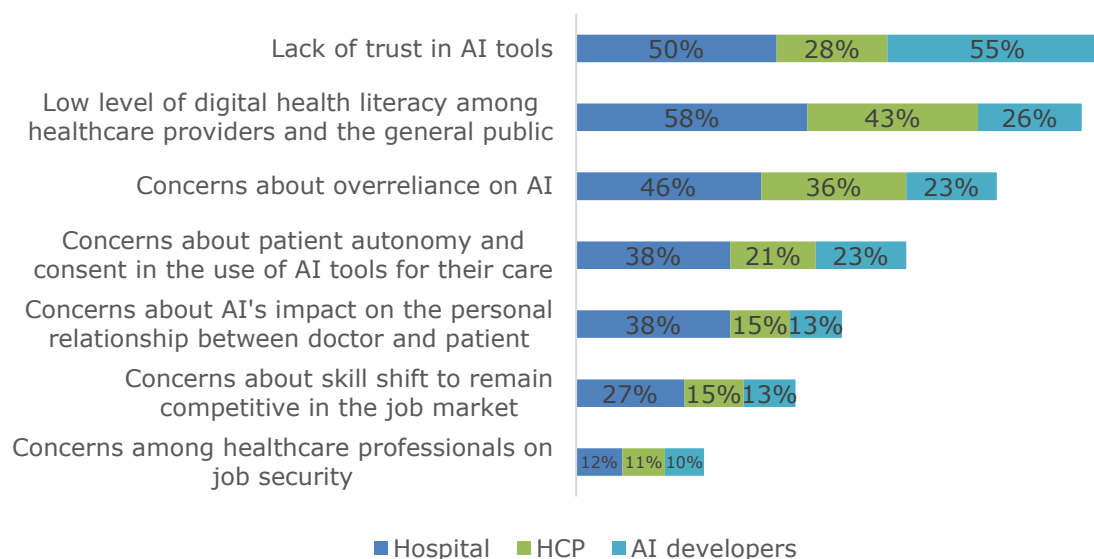 Lack of trust in AI tools
50% 28% 55%
Low level of digital health literacy among
healthcare providers and the general public
58% 43% 26%
Concerns about overreliance on AI
46% 36% 23%
Concerns about patient autonomy and
consent in the use of AI tools for their care
38% 21% 23%
Concerns about AI's impact on the personal
relationship between doctor and patient
38% 15% 13%
Concerns about skill shift to remain
competitive in the job market
27% 15% 13%
Concerns among healthcare professionals on
job security
12% 11% 10%
Hospital HCP AI developers